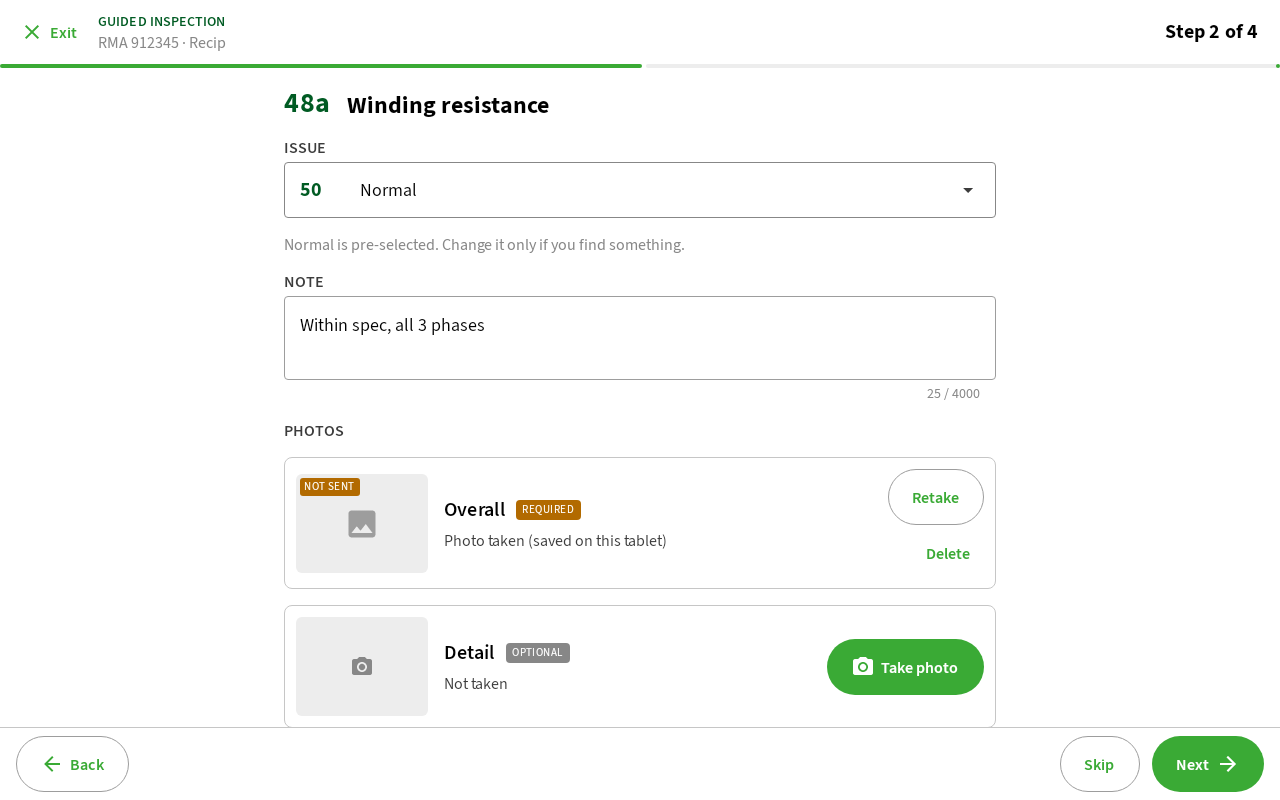 Exit
GUIDED INSPECTION
RMA 912345 · Recip
Step 2 of 4
48a Winding resistance
ISSUE
50 Normal
Normal is pre-selected. Change it only if you find something.
NOTE
Within spec, all 3 phases
25 / 4000
PHOTOS
NOT SENT
Overall REQUIRED
Photo taken (saved on this tablet)
Retake
Delete
Detail OPTIONAL
Not taken
Take photo
Back
Skip
Next